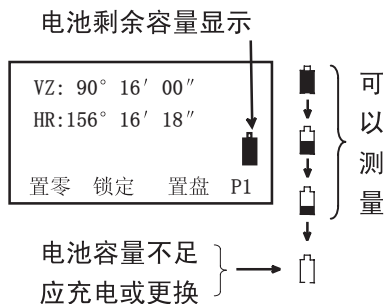 电池剩余容量显示
VZ: 90° 16′ 00″
HR:156° 16′ 18″
置零 锁定 置盘 P1
可以测量
电池容量不足
应充电或更换